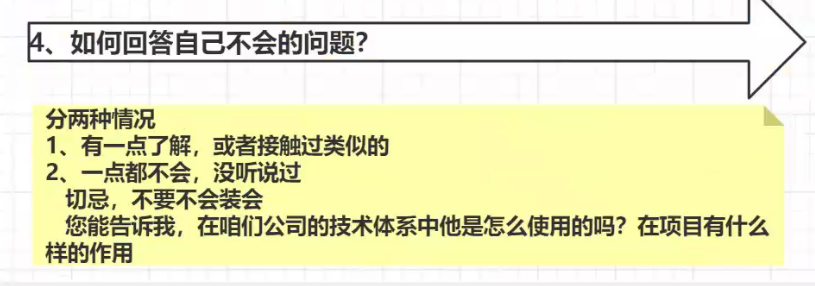 4、如何回答自己不会的问题？
分两种情况
1、有一点了解，或者接触过类似的
2、一点都不会，没听说过
切忌，不要不会装会
您能告诉我，在咱们公司的技术体系中他是怎么使用的吗？在项目有什么
样的作用